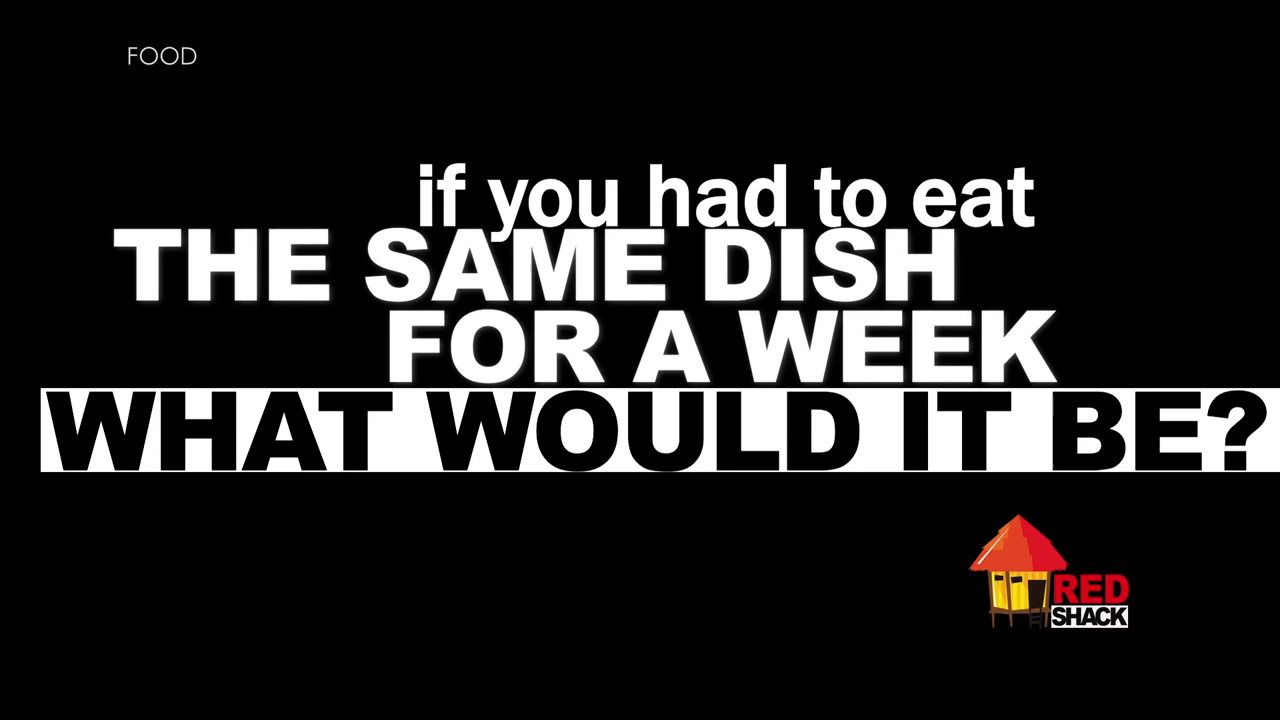 FOOD
if you had to eat
THE SAME DISH
FOR A WEEK
WHAT WOULD IT BE?
RED
SHACK